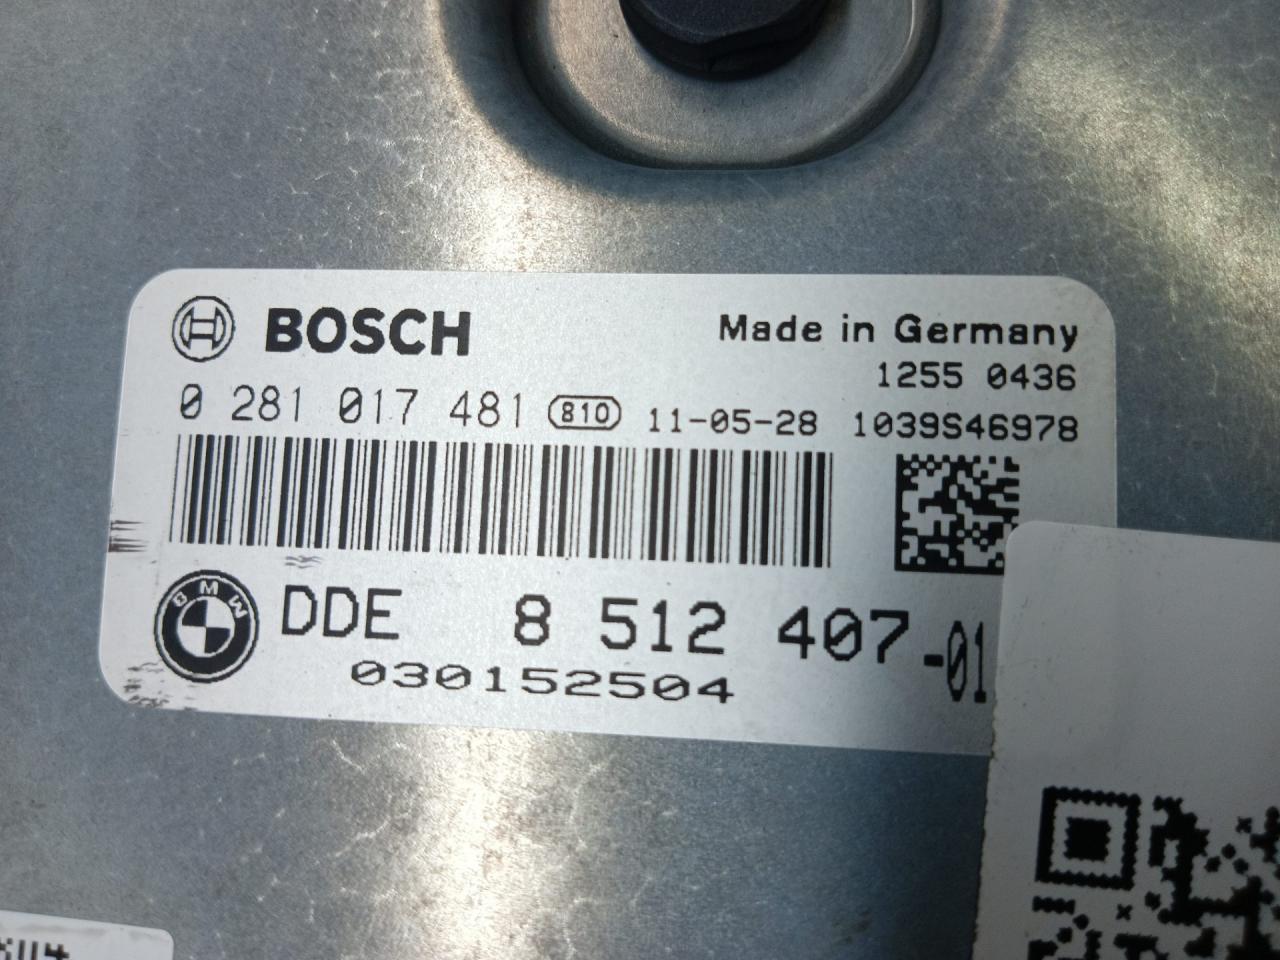 BOSCH
Made in Germany
1255 0436
0 281 017 481 810 11-05-28 1039S46978
BMW
DDE 8 512 407-01
030152504